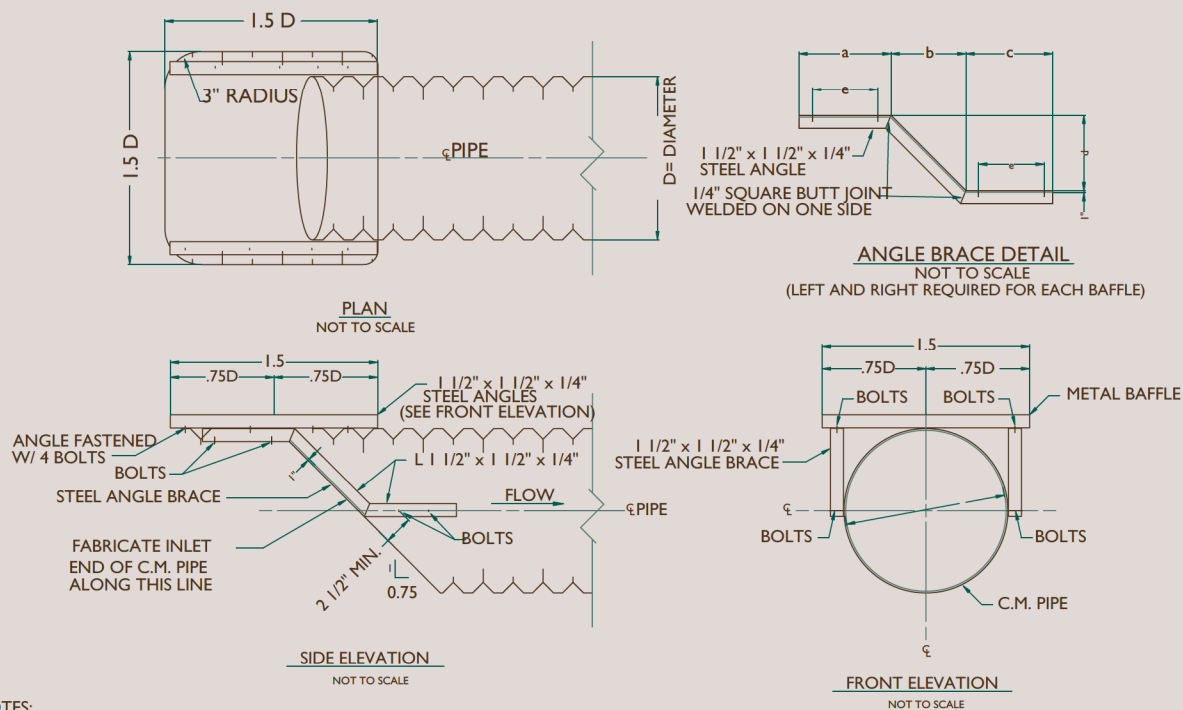 1.5 D
1.5 D
3" RADIUS
℄PIPE
D= DIAMETER
PLAN
NOT TO SCALE
a
b
c
e
1 1/2" x 1 1/2" x 1/4"
STEEL ANGLE
1/4" SQUARE BUTT JOINT
WELDED ON ONE SIDE
d
e
1"
ANGLE BRACE DETAIL
NOT TO SCALE
(LEFT AND RIGHT REQUIRED FOR EACH BAFFLE)
1.5
.75D
.75D
1 1/2" x 1 1/2" x 1/4"
STEEL ANGLES
(SEE FRONT ELEVATION)
ANGLE FASTENED
W/ 4 BOLTS
BOLTS
STEEL ANGLE BRACE
1"
L 1 1/2" x 1 1/2" x 1/4"
FLOW
℄PIPE
BOLTS
FABRICATE INLET
END OF C.M. PIPE
ALONG THIS LINE
2 1/2" MIN.
1
0.75
SIDE ELEVATION
NOT TO SCALE
1.5
.75D
.75D
BOLTS
BOLTS
METAL BAFFLE
1 1/2" x 1 1/2" x 1/4"
STEEL ANGLE BRACE
℄
BOLTS
BOLTS
C.M. PIPE
℄
FRONT ELEVATION
NOT TO SCALE